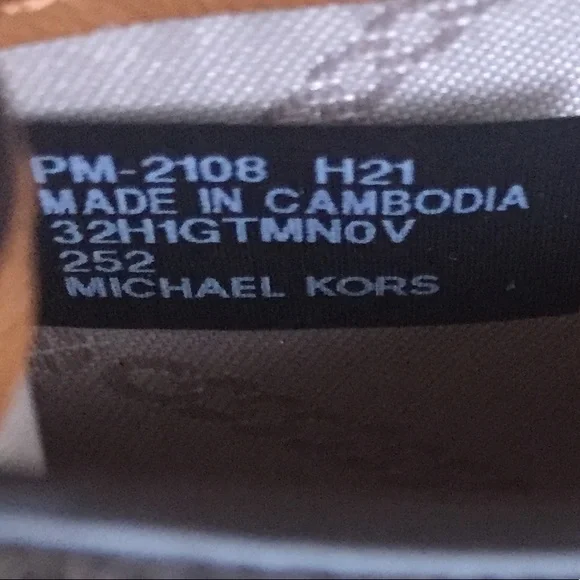 PM-2108 H21
MADE IN CAMBODIA
32H1GTMN0V
252
MICHAEL KORS